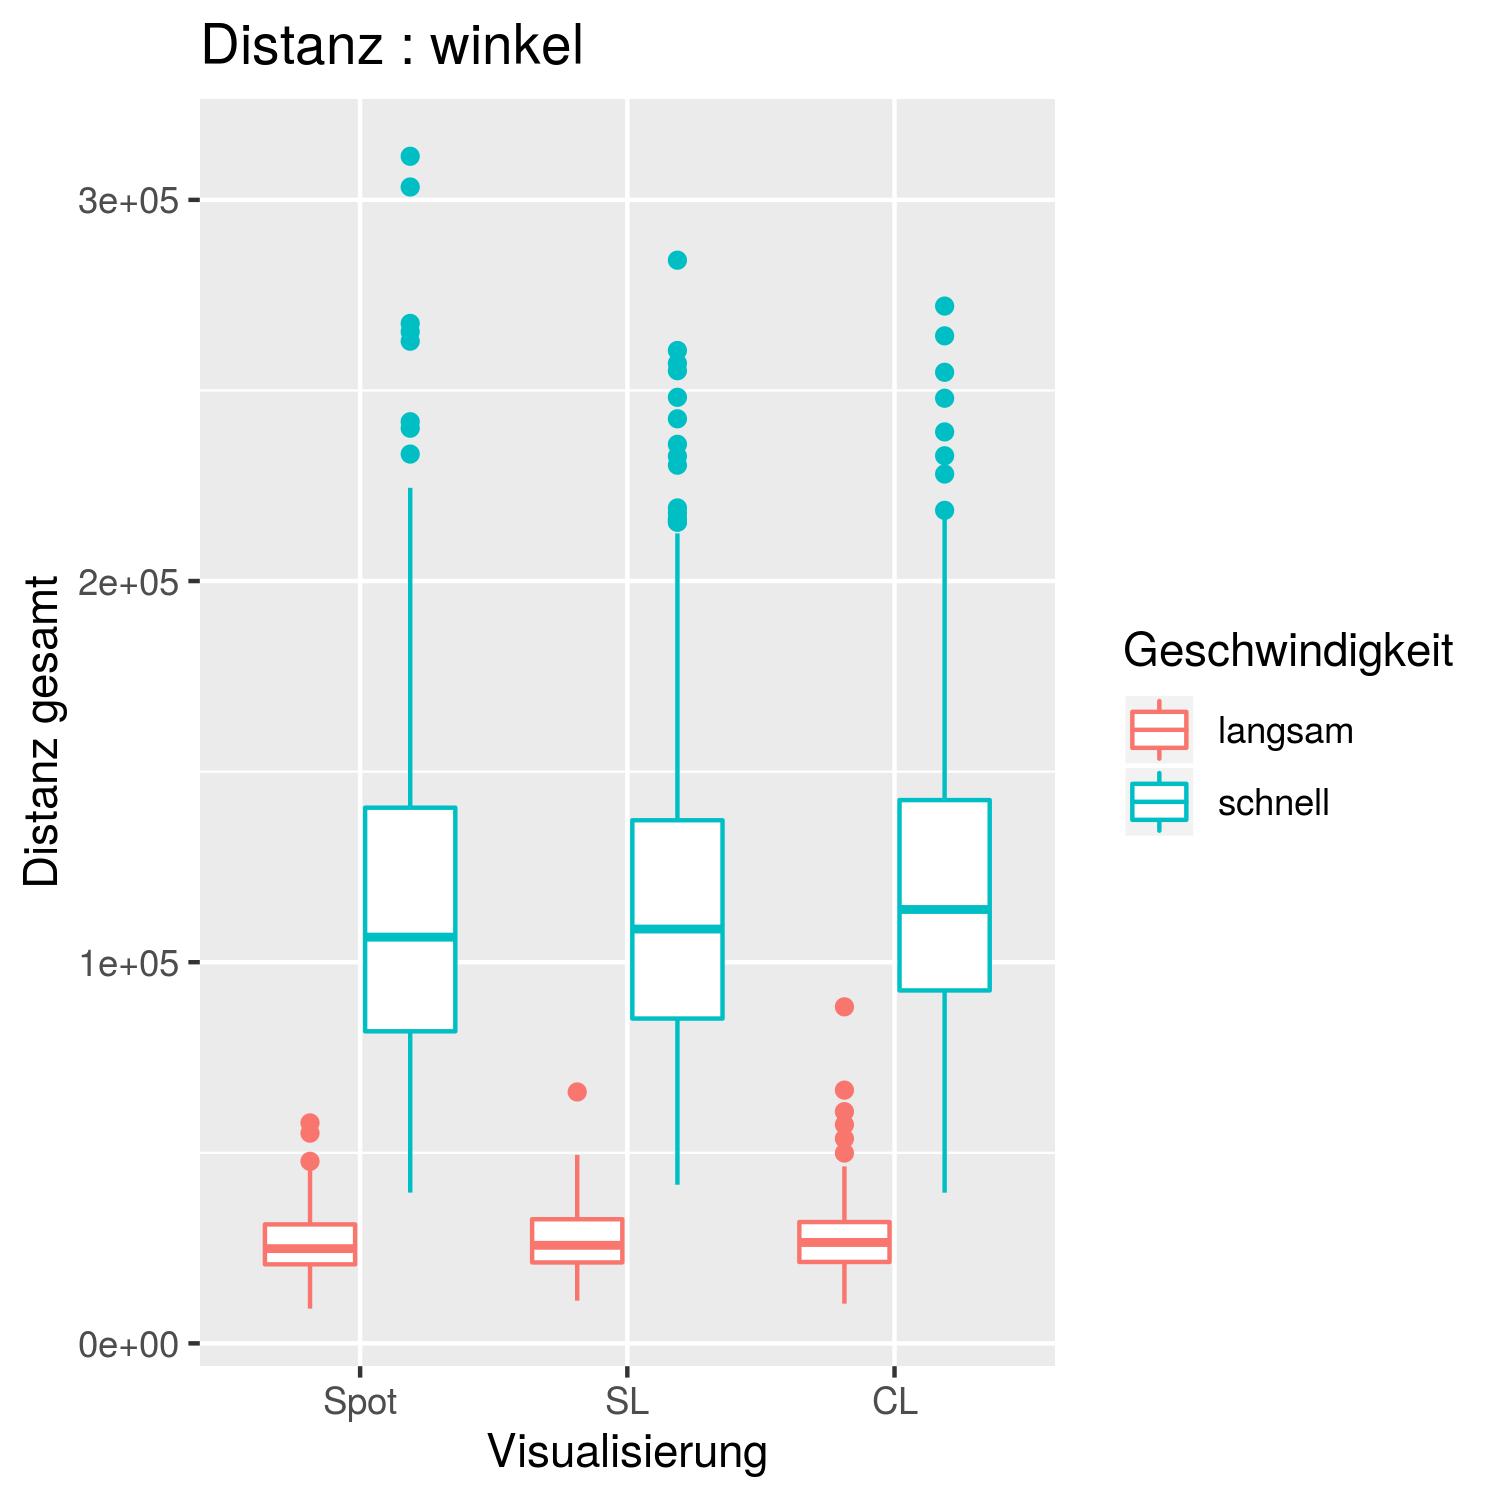 Distanz : winkel
3e+05
2e+05
1e+05
0e+00
Distanz gesamt
Spot
SL
CL
Visualisierung
Geschwindigkeit
langsam
schnell